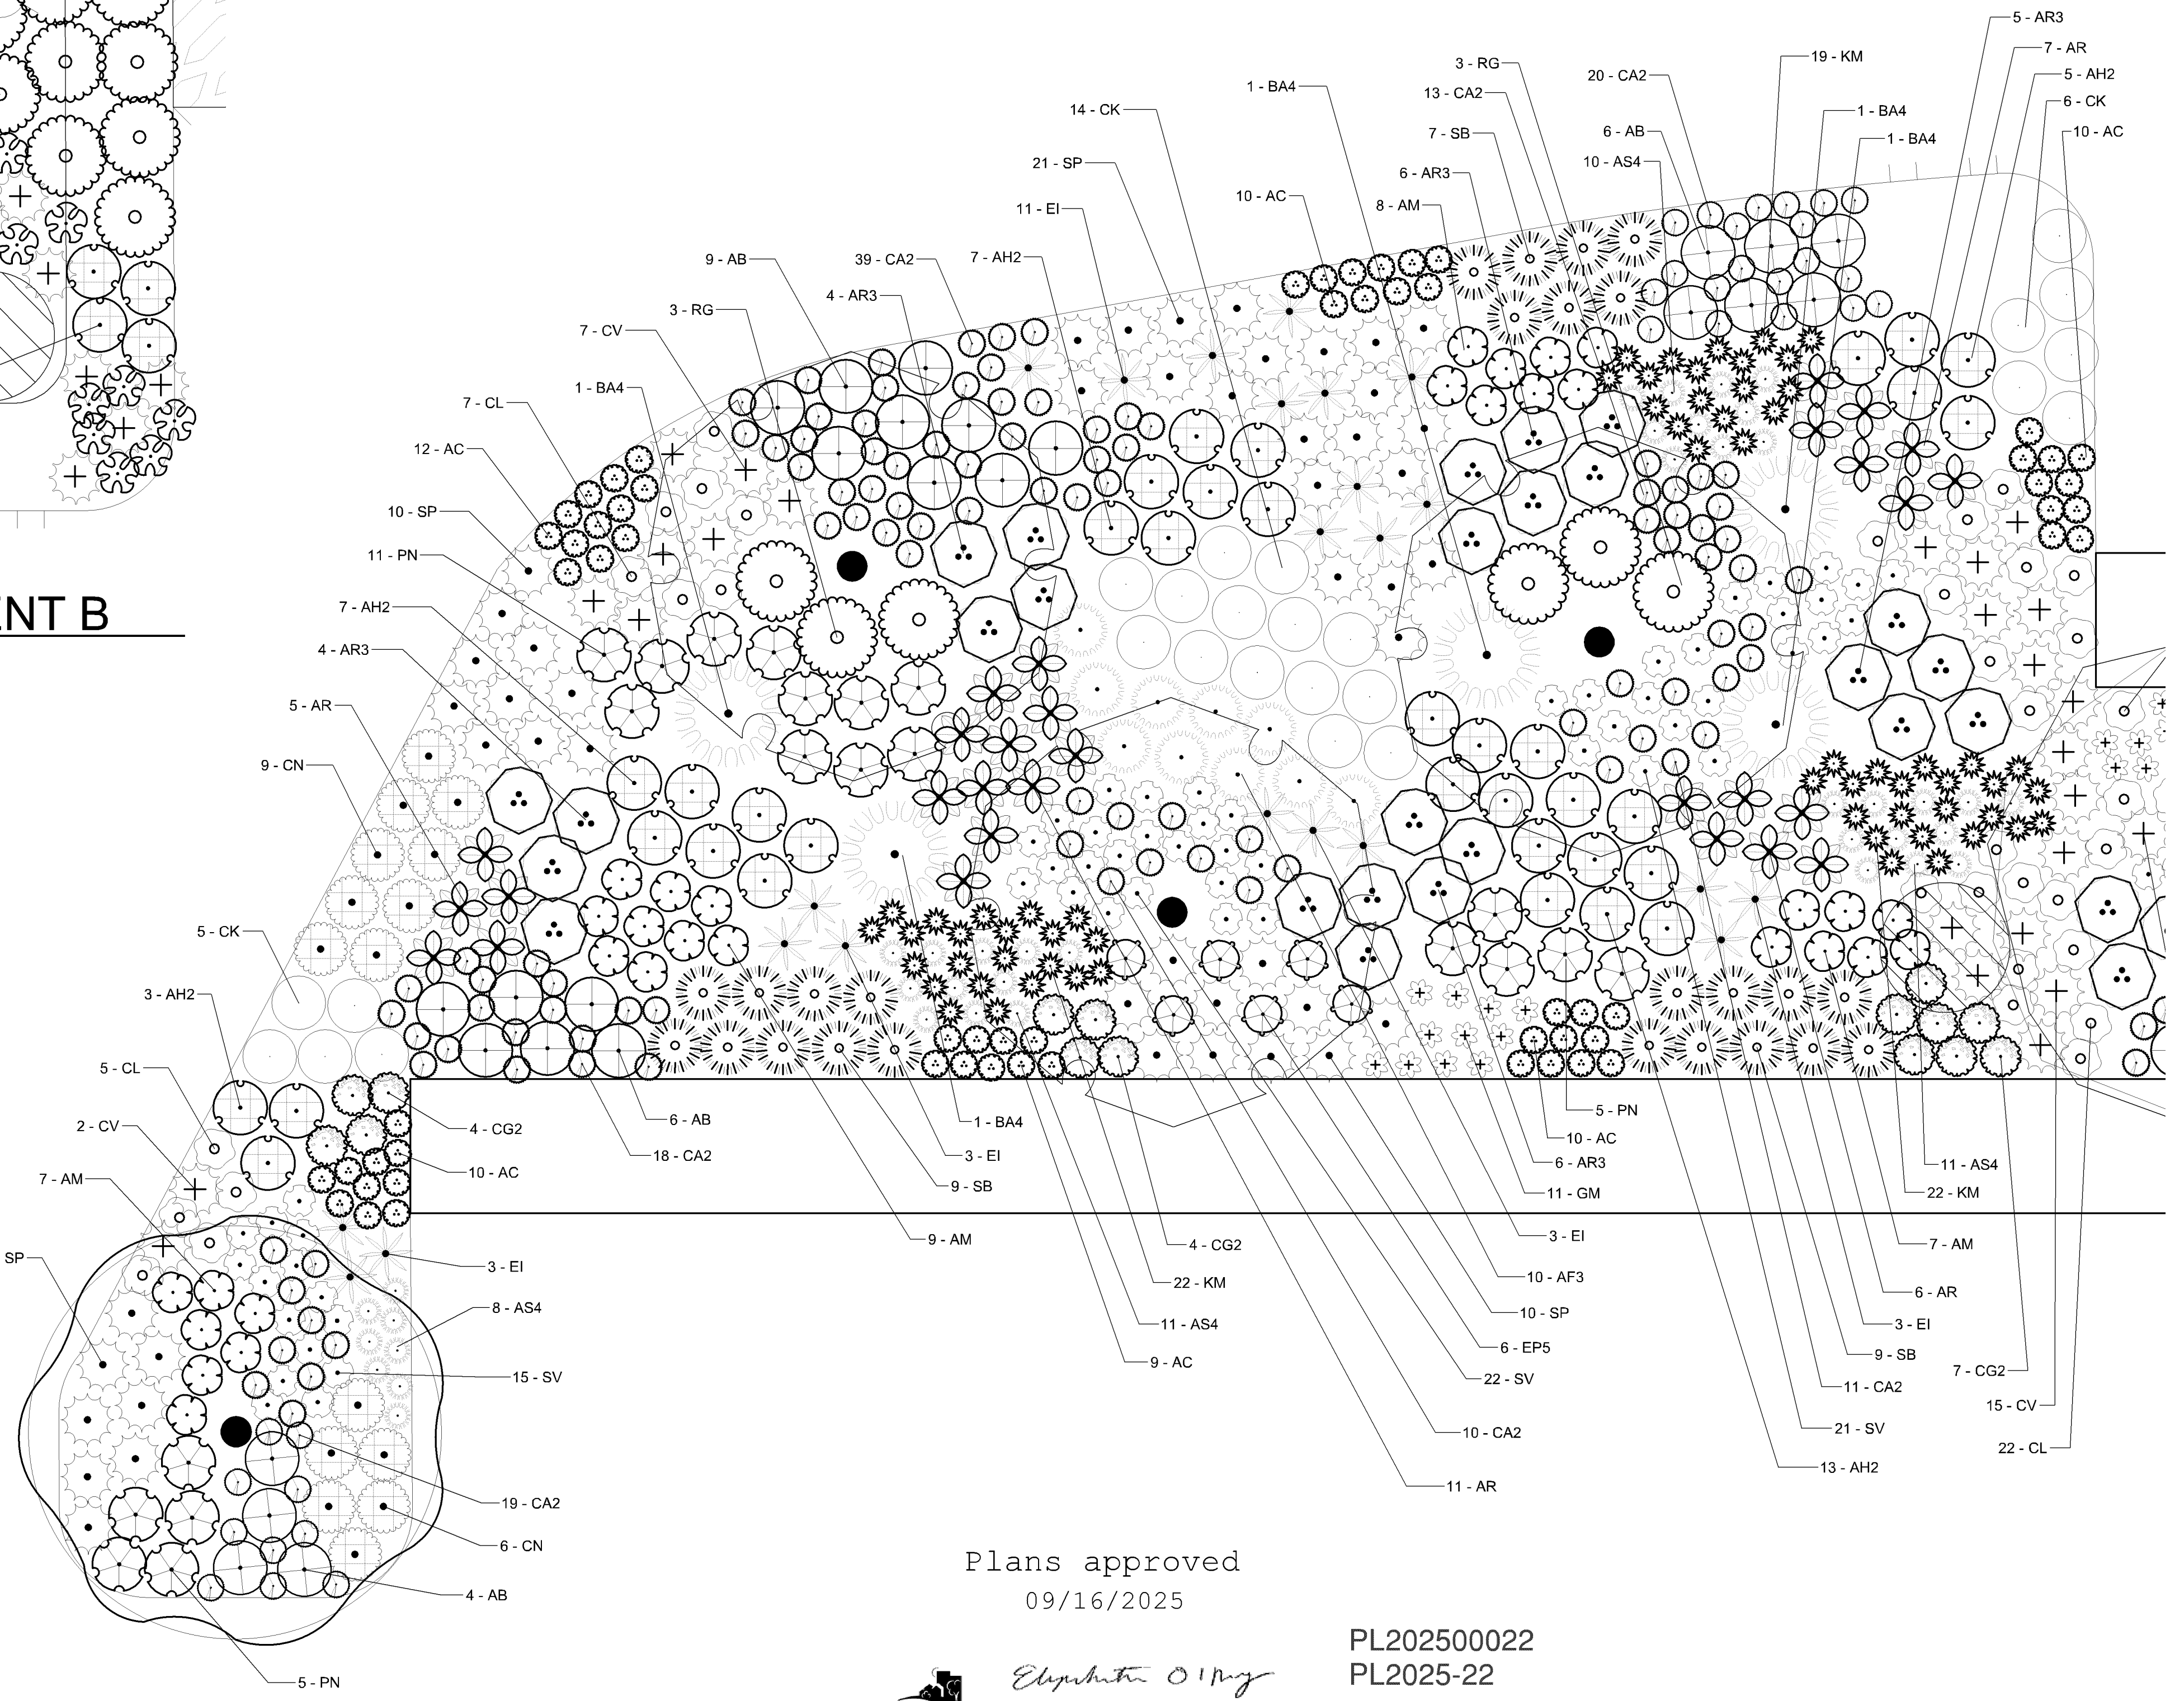 5 - AR3
7 - AR
3 - RG
19 - KM
5 - AH2
20 - CA2
1 - BA4
13 - CA2
6 - CK
14 - CK
1 - BA4
7 - SB
6 - AB
10 - AC
1 - BA4
21 - SP
10 - AS4
6 - AR3
10 - AC
8 - AM
11 - EI
9 - AB
39 - CA2
7 - AH2
4 - AR3
3 - RG
7 - CV
1 - BA4
7 - CL
12 - AC
10 - SP
11 - PN
ENT B
7 - AH2
4 - AR3
5 - AR
9 - CN
5 - CK
3 - AH2
5 - CL
2 - CV
7 - AM
SP
4 - CG2
10 - AC
6 - AB
18 - CA2
1 - BA4
3 - EI
9 - SB
9 - AM
5 - PN
10 - AC
6 - AR3
11 - GM
11 - AS4
22 - KM
3 - EI
4 - CG2
22 - KM
11 - AS4
9 - AC
3 - EI
10 - AF3
10 - SP
6 - EP5
22 - SV
10 - CA2
11 - AR
7 - AM
6 - AR
3 - EI
9 - SB
7 - CG2
11 - CA2
15 - CV
21 - SV
22 - CL
13 - AH2
8 - AS4
15 - SV
19 - CA2
6 - CN
4 - AB
5 - PN
Plans approved
09/16/2025
PL202500022
PL2025-22